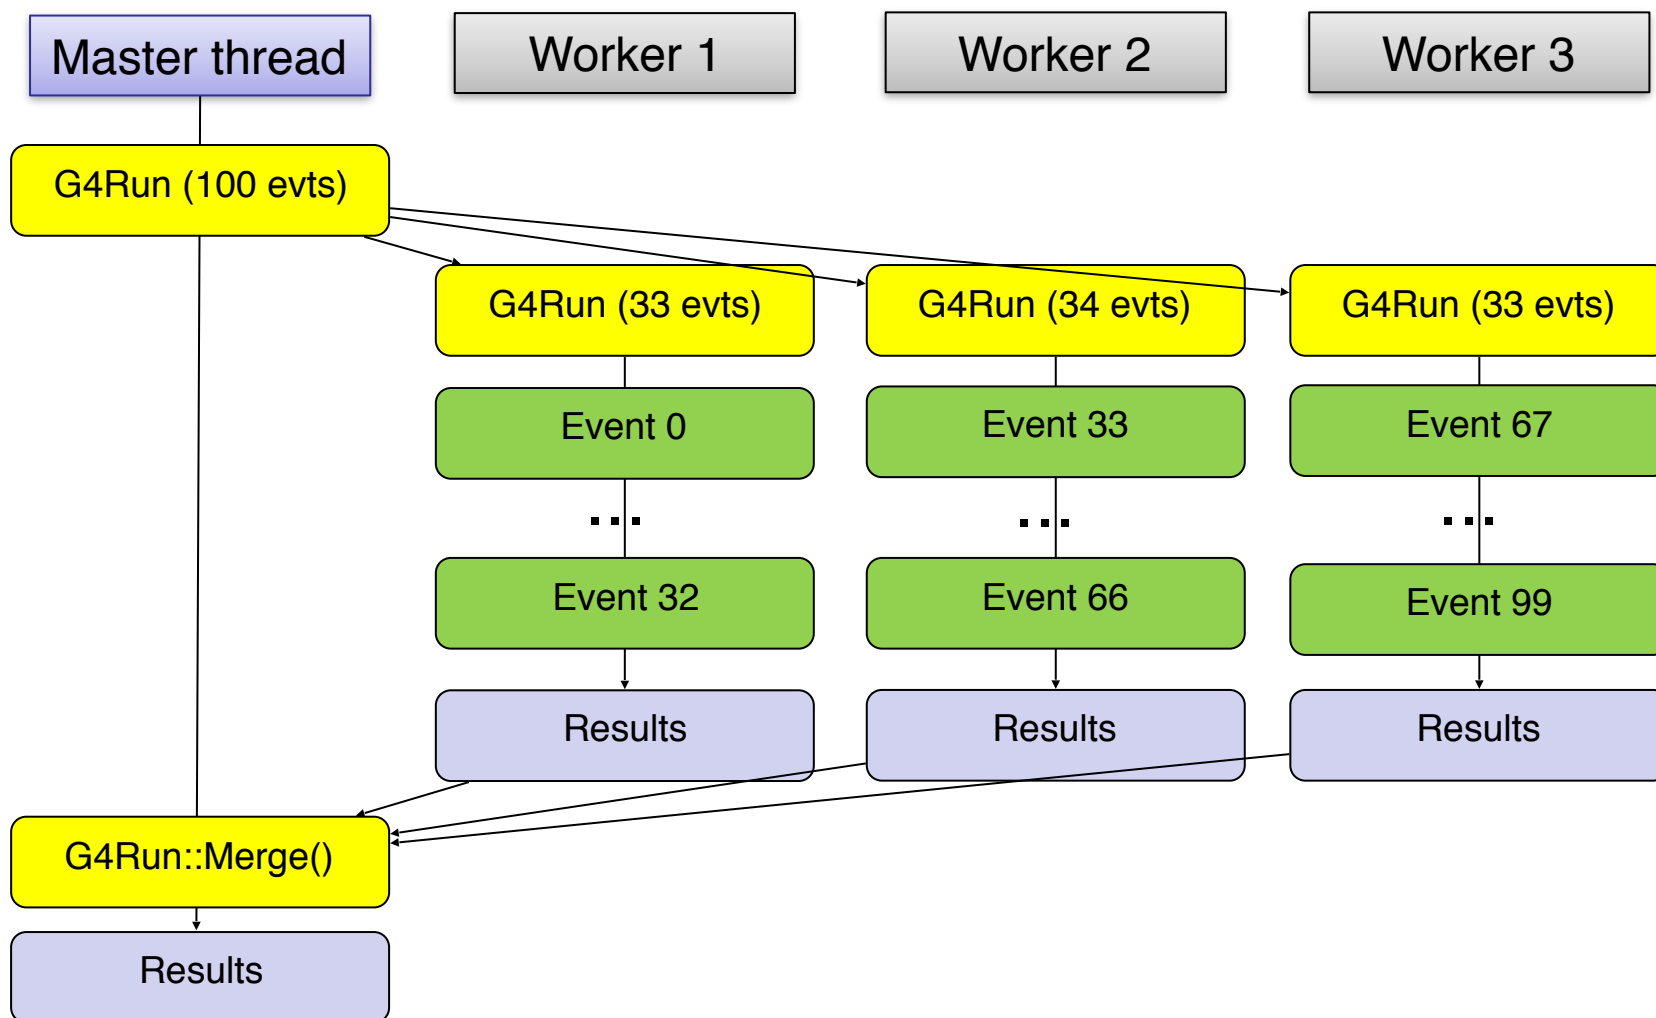 Master thread
Worker 1
Worker 2
Worker 3
G4Run (100 evts)
G4Run (33 evts)
G4Run (34 evts)
G4Run (33 evts)
Event 0
Event 33
Event 67
...
...
...
Event 32
Event 66
Event 99
Results
Results
Results
G4Run::Merge()
Results